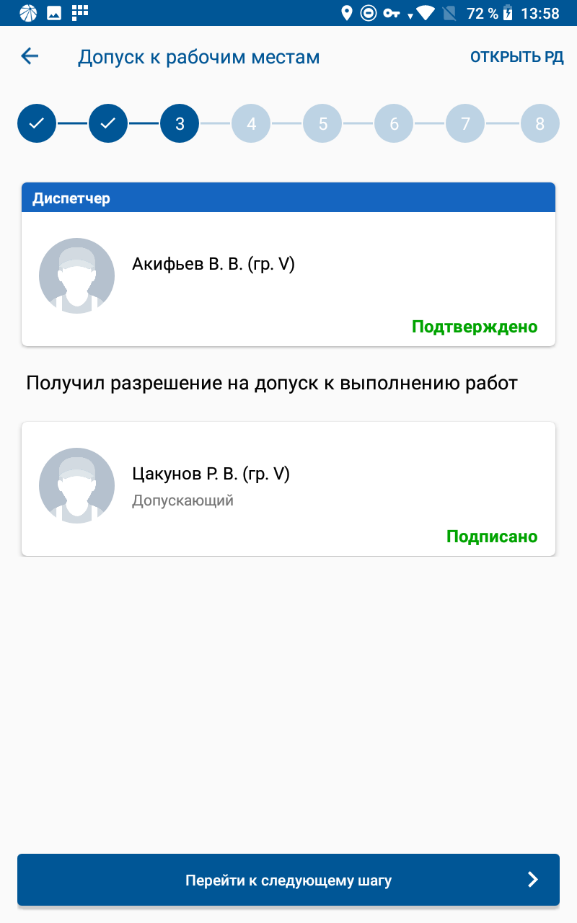 72 % 13:58
Допуск к рабочим местам ОТКРЫТЬ РД
3 4 5 6 7 8
Диспетчер
Акифьев В. В. (гр. V)
Подтверждено
Получил разрешение на допуск к выполнению работ
Цакунов Р. В. (гр. V)
Допускающий
Подписано
Перейти к следующему шагу